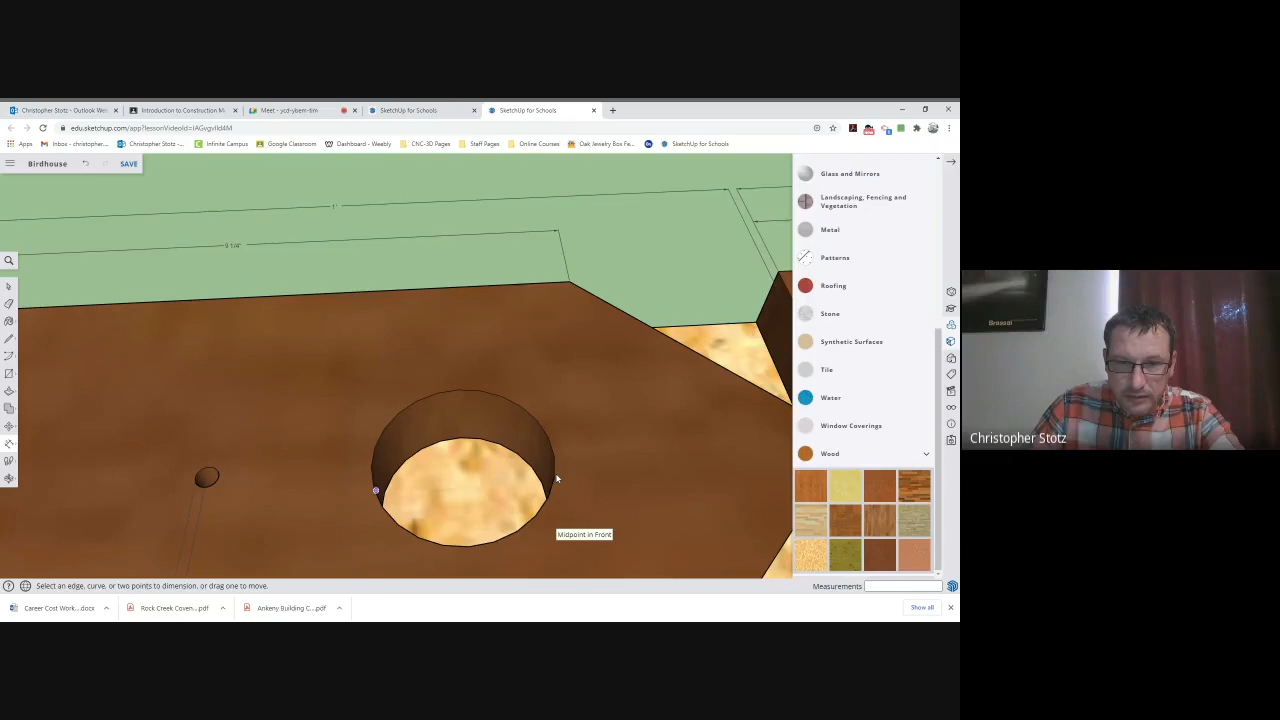 Christopher Stotz - Outlook We
Introduction to Construction M
Meet - ycd-ybem-tim
SketchUp for Schools
SketchUp for Schools
edu.sketchup.com/app?lessonVideoId=
Apps
Inbox - christopher....
Christopher Stotz -...
Infinite Campus
Google Classroom
Dashboard - Weebly
CNC-3D Pages
Staff Pages
Online Courses
Oak Jewelry Box Fe...
SketchUp for Schools
Birdhouse
SAVE
1'
9 1/4"
Glass and Mirrors
Landscaping, Fencing and
Vegetation
Metal
Patterns
Roofing
Stone
Synthetic Surfaces
Tile
Water
Window Coverings
Wood
Midpoint in Front
Select an edge, curve, or two points to dimension, or drag one to move.
Measurements
Career Cost Work....docx
Rock Creek Coven....pdf
Ankeny Building C....pdf
Show all
Brassaï
Christopher Stotz